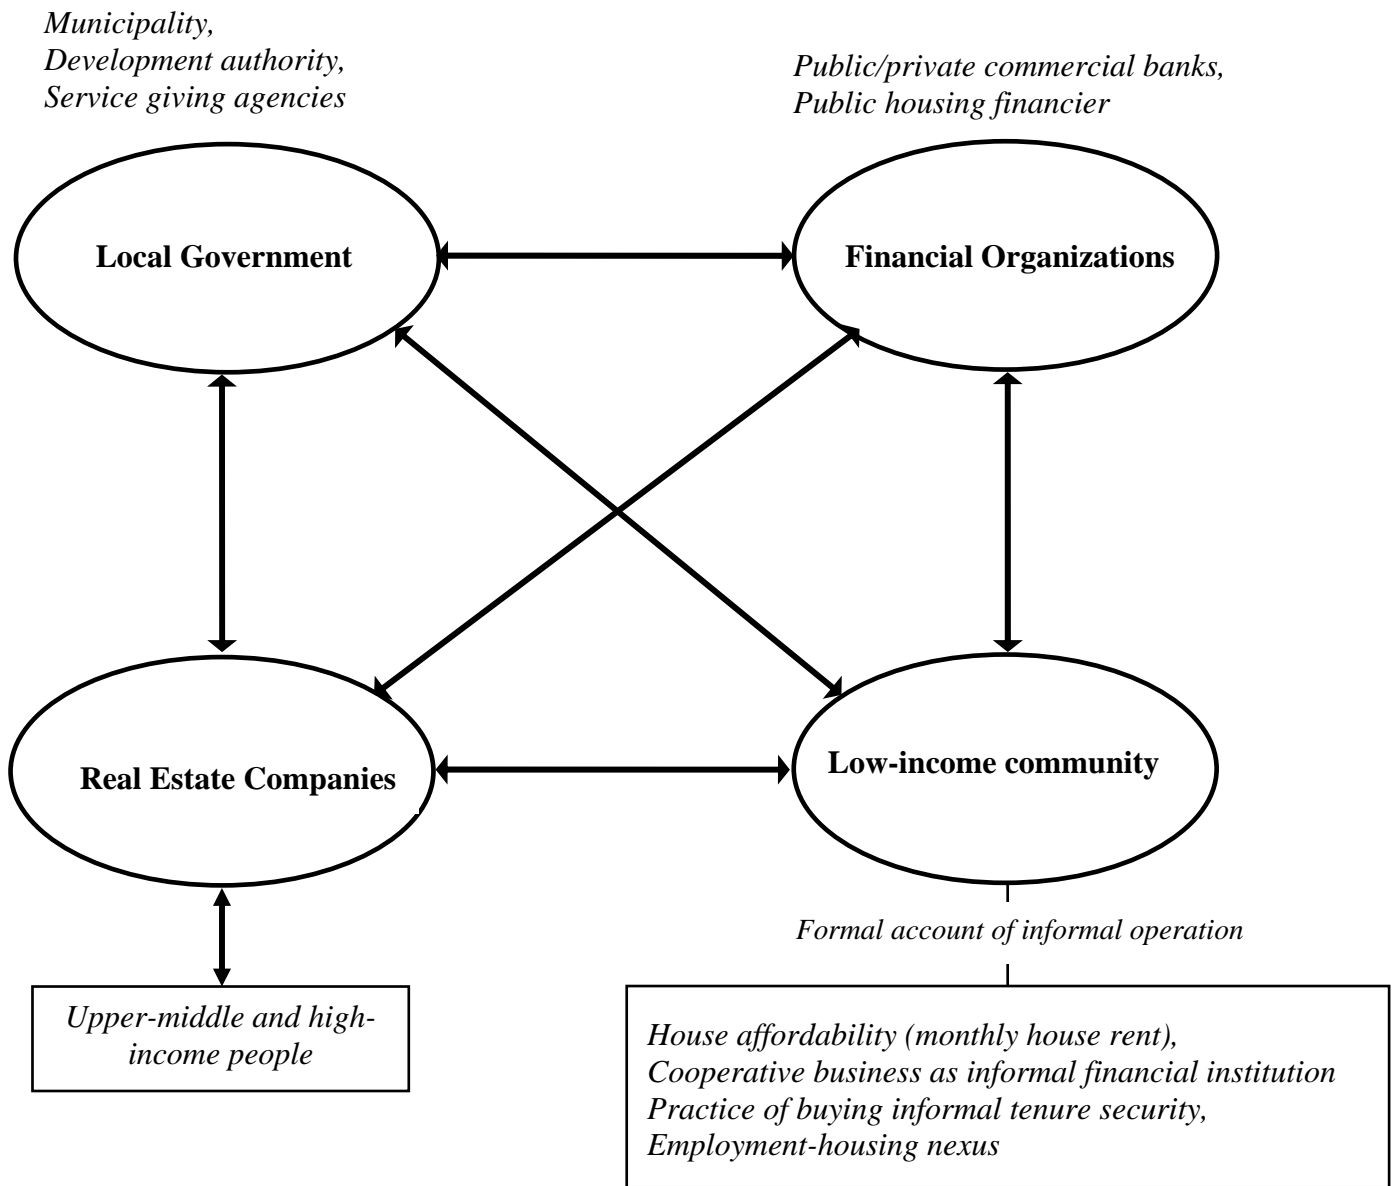 Municipality,
Development authority,
Service giving agencies
Public/private commercial banks,
Public housing financier
Local Government
Financial Organizations
Real Estate Companies
Low-income community
Formal account of informal operation
Upper-middle and high-
income people
House affordability (monthly house rent),
Cooperative business as informal financial institution
Practice of buying informal tenure security,
Employment-housing nexus